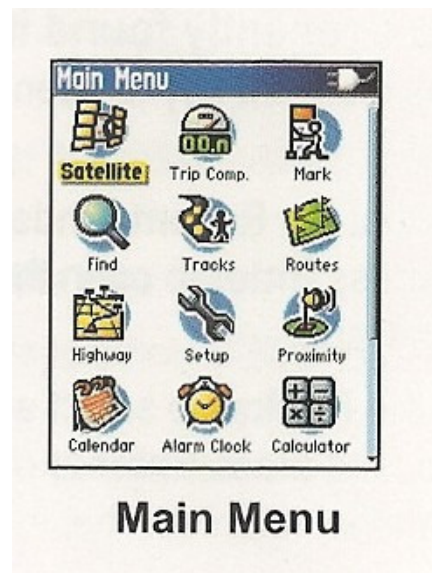 Main Menu
Satellite Trip Comp. Mark
00.n
Find Tracks Routes
Highway Setup Proximity
Calendar Alarm Clock Calculator
Main Menu